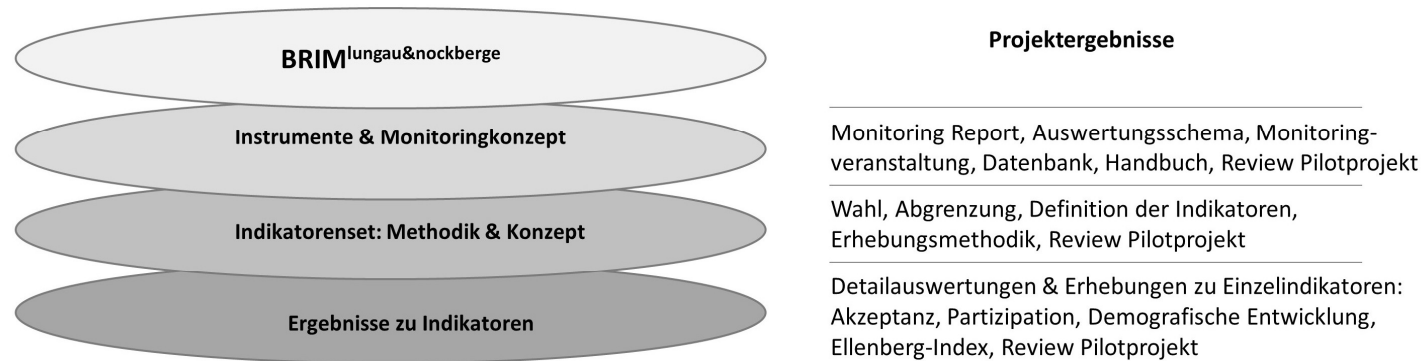 BRIMlungau&nockberge
Instrumente & Monitoringkonzept
Indikatorenset: Methodik & Konzept
Ergebnisse zu Indikatoren
Projektergebnisse
Monitoring Report, Auswertungsschema, Monitoring-
veranstaltung, Datenbank, Handbuch, Review Pilotprojekt
Wahl, Abgrenzung, Definition der Indikatoren,
Erhebungsmethodik, Review Pilotprojekt
Detailauswertungen & Erhebungen zu Einzelindikatoren:
Akzeptanz, Partizipation, Demografische Entwicklung,
Ellenberg-Index, Review Pilotprojekt